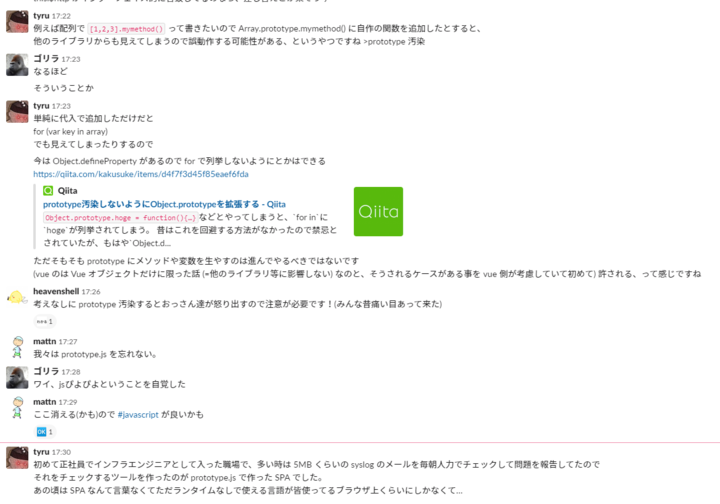 tyru 17:23
例えば配列で [1,2,3].mymethod() って書きたいので Array.prototype.mymethod() に自作の関数を追加したとすると、
他のライブラリからも見えてしまうので誤動作する可能性がある、というやつですね >prototype 汚染
ゴリラ 17:23
なるほど
そういうことか
tyru 17:23
単純に代入で追加しただけだと
for (var key in array)
でも見えてしまったりするので
今は Object.defineProperty があるので for で列挙しないようにとかはできる
https://qiita.com/kakusuke/items/d4f7f3d45f85eaef6fda
Qiita
prototype汚染しないようにObject.prototypeを拡張する - Qiita
Object.prototype.hoge = function(){…}などとやってしまうと、`for in`に
`hoge`が列挙されてしまう。 昔はこれを回避する方法がなかったので禁忌と
されていたが、もはや`Object.d...
Qiita
ただそもそも prototype にメソッドや変数を生やすのは進んでやるべきではないです
(vue のは Vue オブジェクトだけに限った話 (=他のライブラリ等に影響しない) なのと、そうされるケースがある事を vue 側が考慮していて初めて) 許される、って感じですね
heavenshell 17:26
考えなしに prototype 汚染するとおっさん達が怒り出すので注意が必要です！(みんな昔痛い目あって来た)
1
mattn 17:27
我々は prototype.js を忘れない。
ゴリラ 17:28
ワイ、jsぴよぴよということを自覚した
mattn 17:29
ここ消える(かも)ので #javascript が良いかも
OK 1
tyru 17:30
初めて正社員でインフラエンジニアとして入った職場で、多い時は 5MB くらいの syslog のメールを毎朝人力でチェックして問題を報告してたので
それをチェックするツールを作ったのが prototype.js で作った SPA でした。
あの頃は SPA なんて言葉なくてただランタイムなしで使える言語が皆使ってるブラウザ上くらいにしかなくて...